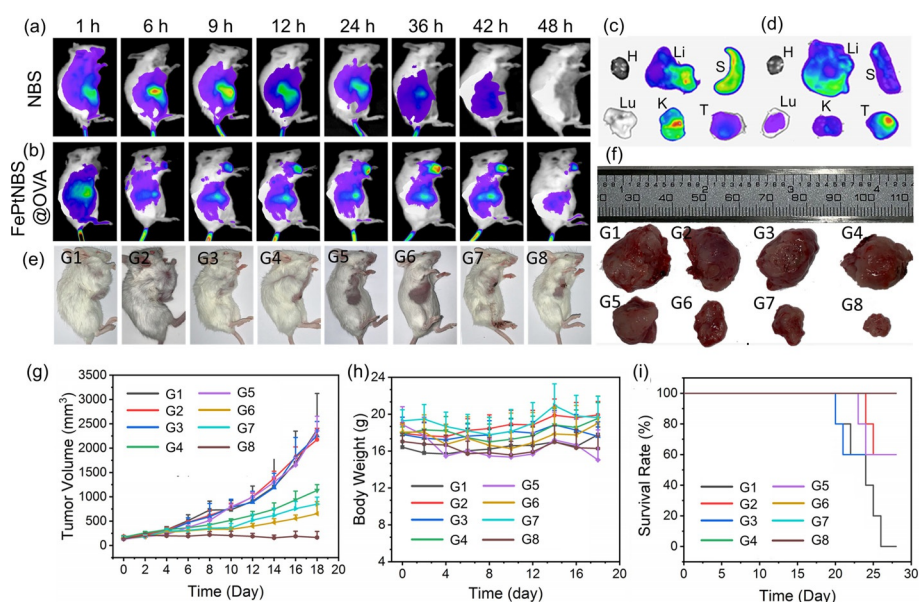 (a) 1 h 6 h 9 h 12 h 24 h 36 h 42 h 48 h (c) (d)
NBS
H Li S H Li S
Lu K T Lu K T
(b)
FePtNBS
@OVA
(f)
(e) G1 G2 G3 G4 G5 G6 G7 G8
G1 G2 G3 G4
G5 G6 G7 G8
(g)
Tumor Volume (mm³)
3500
3000
2500
2000
1500
1000
500
0
G1 G5
G2 G6
G3 G7
G4 G8
0 2 4 6 8 10 12 14 16 18 20
Time (Day)
(h)
Body Weight (g)
24
20
16
12
8
4
G1 G5
G2 G6
G3 G7
G4 G8
0 2 4 6 8 10 12 14 16 18 20
Time (day)
(i)
Survival Rate (%)
100
80
60
40
20
0
G1 G5
G2 G6
G3 G7
G4 G8
0 5 10 15 20 25 30
Time (Day)